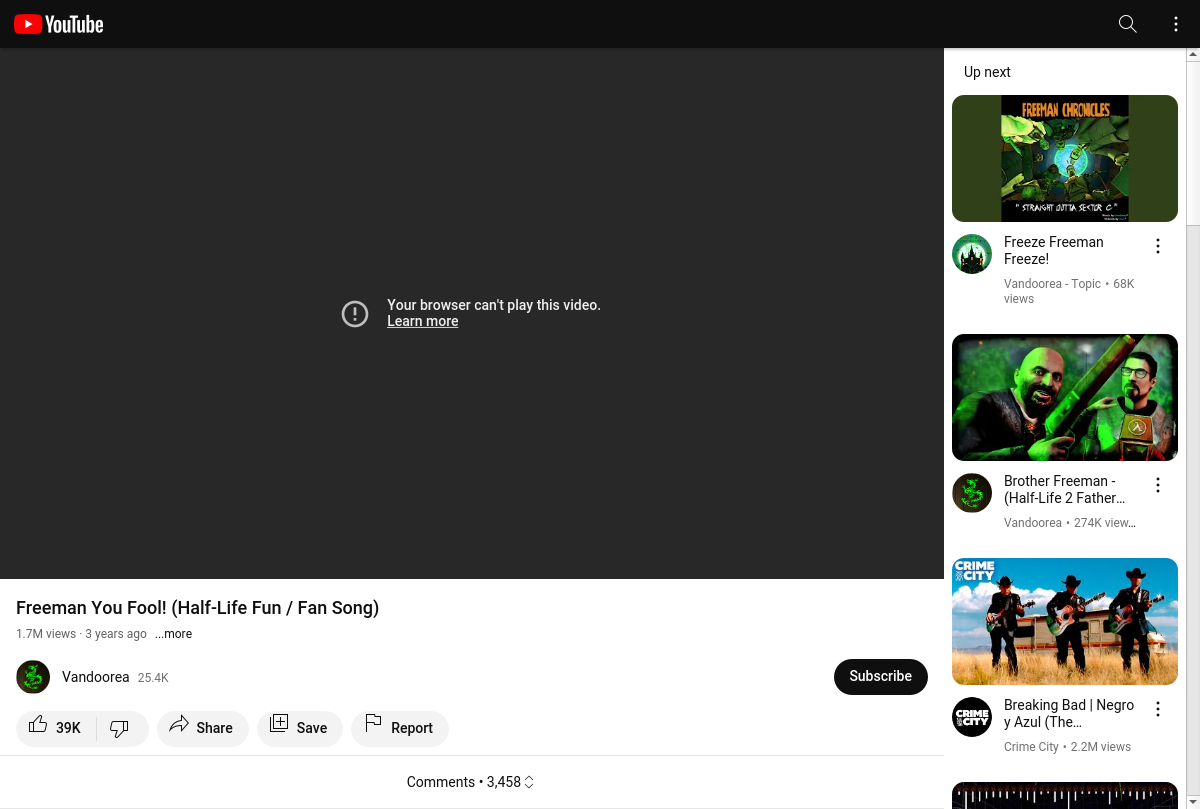 YouTube
Your browser can't play this video.
Learn more
Freeman You Fool! (Half-Life Fun / Fan Song)
1.7M views · 3 years ago ...more
Vandoorea 25.4K
Subscribe
39K
Share
Save
Report
Comments • 3,458
Up next
FREEMAN CHRONICLES
" STRAIGHT OUTTA SECTOR C "
Freeze Freeman
Freeze!
Vandoorea - Topic • 68K
views
Brother Freeman -
(Half-Life 2 Father...
Vandoorea • 274K view...
CRIME
CITY
CRIME
CITY
Breaking Bad | Negro
y Azul (The...
Crime City • 2.2M views